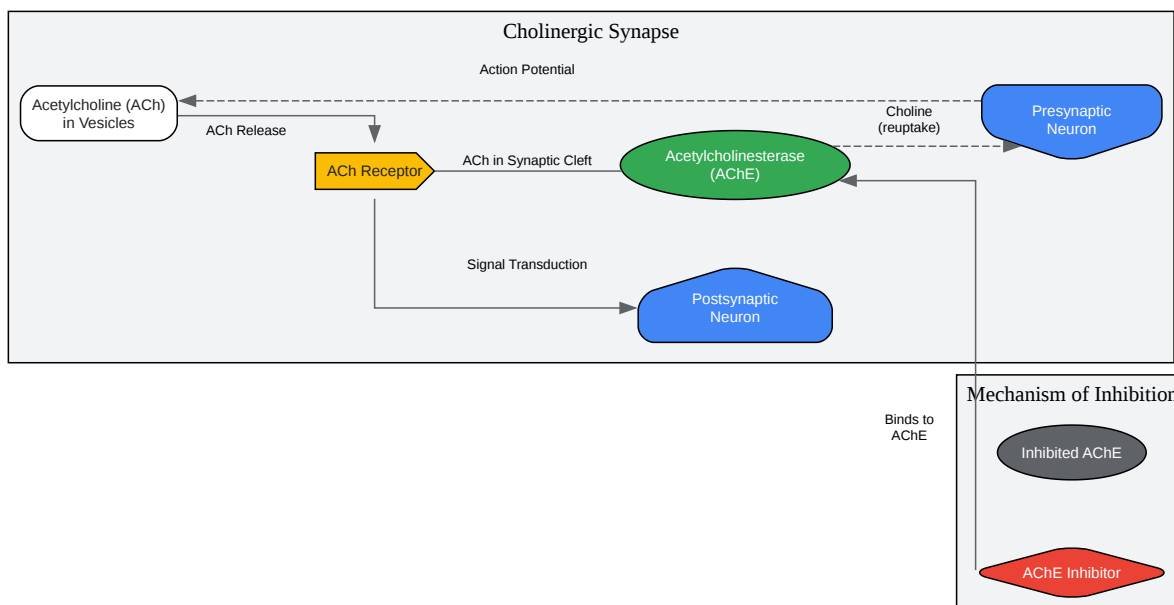 Cholinergic Synapse
Action Potential
Acetylcholine (ACh)
in Vesicles
ACh Release
Choline
(reuptake)
Presynaptic
Neuron
ACh Receptor
ACh in Synaptic Cleft
Acetylcholinesterase
(AChE)
Signal Transduction
Postsynaptic
Neuron
Mechanism of Inhibition
Binds to
AChE
Inhibited AChE
AChE Inhibitor